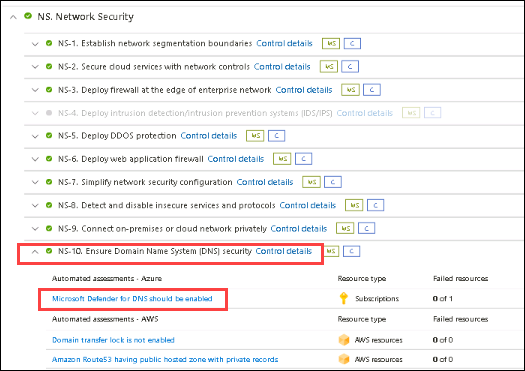 NS. Network Security
NS-1. Establish network segmentation boundaries Control details MS C
NS-2. Secure cloud services with network controls Control details MS C
NS-3. Deploy firewall at the edge of enterprise network Control details MS C
NS-4. Deploy intrusion detection/intrusion prevention systems (IDS/IPS) Control details MS C
NS-5. Deploy DDOS protection Control details MS C
NS-6. Deploy web application firewall Control details MS C
NS-7. Simplify network security configuration Control details MS C
NS-8. Detect and disable insecure services and protocols Control details MS C
NS-9. Connect on-premises or cloud network privately Control details MS C
NS-10. Ensure Domain Name System (DNS) security Control details MS C
Automated assessments - Azure Resource type Failed resources
Microsoft Defender for DNS should be enabled Subscriptions 0 of 1
Automated assessments - AWS Resource type Failed resources
Domain transfer lock is not enabled AWS resources 0 of 0
Amazon Route53 having public hosted zone with private records AWS resources 0 of 0